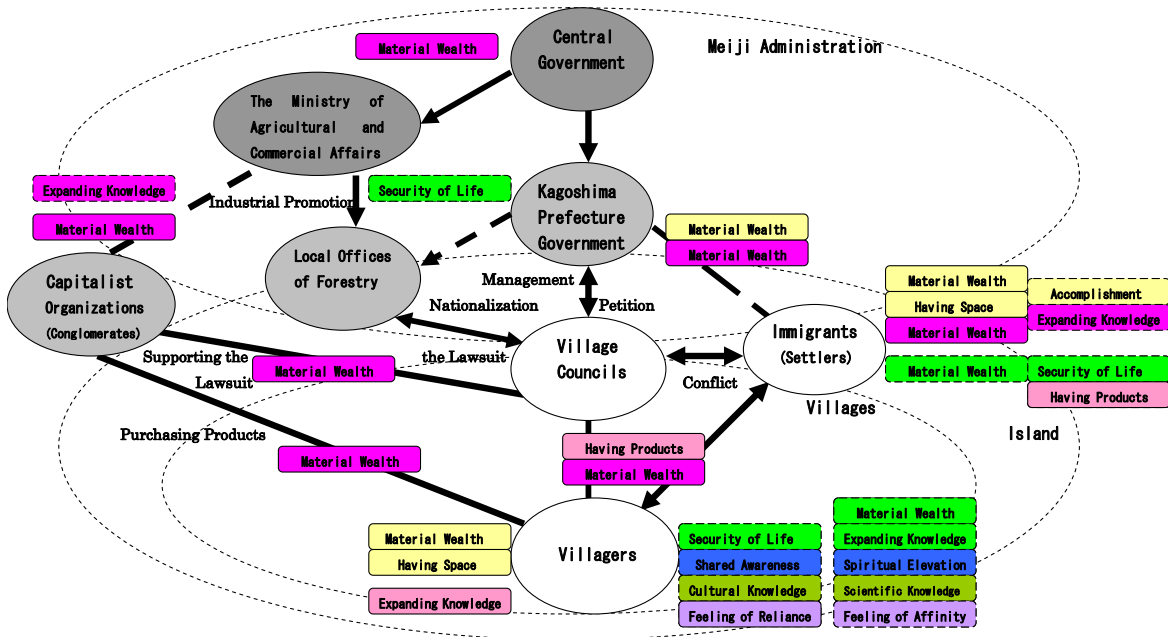 Central
Government
Meiji Administration
Material Wealth
The Ministry of
Agricultural and
Commercial Affairs
Expanding Knowledge
Material Wealth
Industrial Promotion
Security of Life
Kagoshima
Prefecture
Government
Material Wealth
Material Wealth
Local Offices
of Forestry
Capitalist
Organizations
(Conglomerates)
Management
Petition
Nationalization
the Lawsuit
Supporting the
Lawsuit
Material Wealth
Village
Councils
Conflict
Immigrants
(Settlers)
Material Wealth
Having Space
Material Wealth
Accomplishment
Expanding Knowledge
Material Wealth
Security of Life
Having Products
Villages
Island
Purchasing Products
Material Wealth
Having Products
Material Wealth
Villagers
Material Wealth
Having Space
Expanding Knowledge
Security of Life
Shared Awareness
Cultural Knowledge
Feeling of Reliance
Material Wealth
Expanding Knowledge
Spiritual Elevation
Scientific Knowledge
Feeling of Affinity